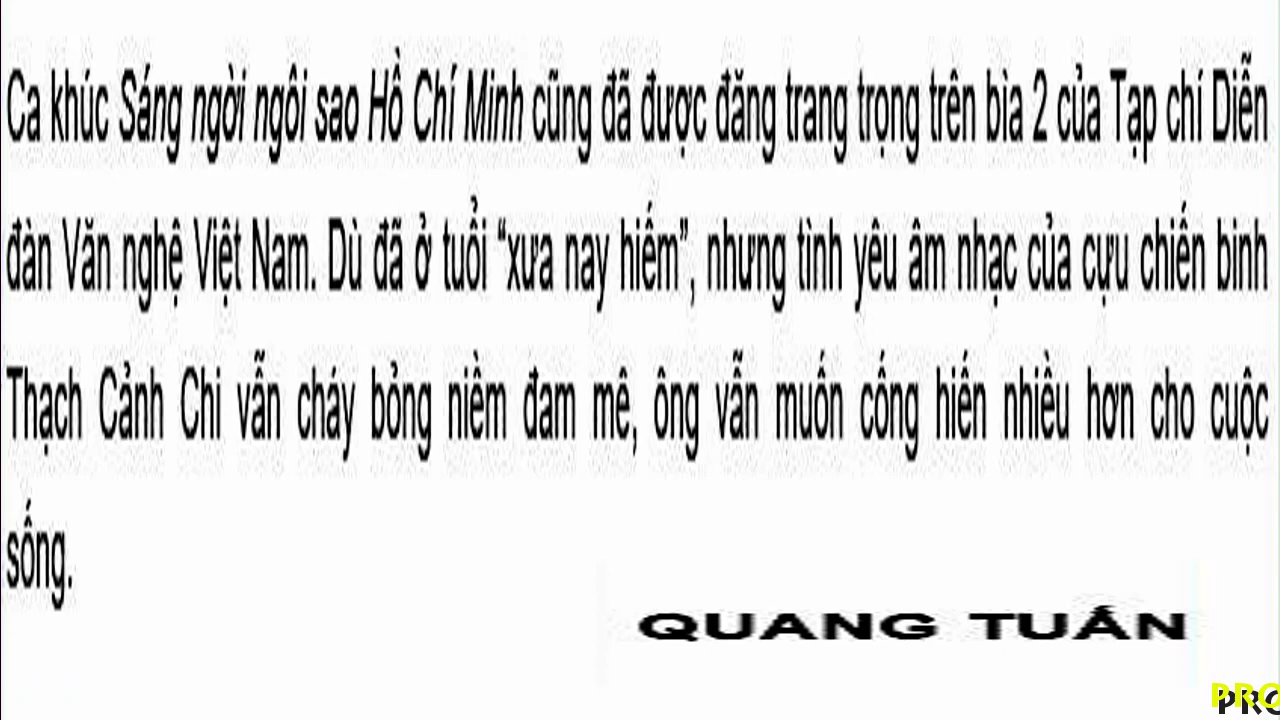 Ca khúc Sáng ngời ngôi sao Hồ Chí Minh cũng đã được đăng trang trọng trên bìa 2 của Tạp chí Diễn
đàn Văn nghệ Việt Nam. Dù đã ở tuổi “xưa nay hiếm”, nhưng tình yêu âm nhạc của cựu chiến binh
Thạch Cảnh Chi vẫn cháy bỏng niềm đam mê, ông vẫn muốn cống hiến nhiều hơn cho cuộc
sống.
QUANG TUẤN
PRO